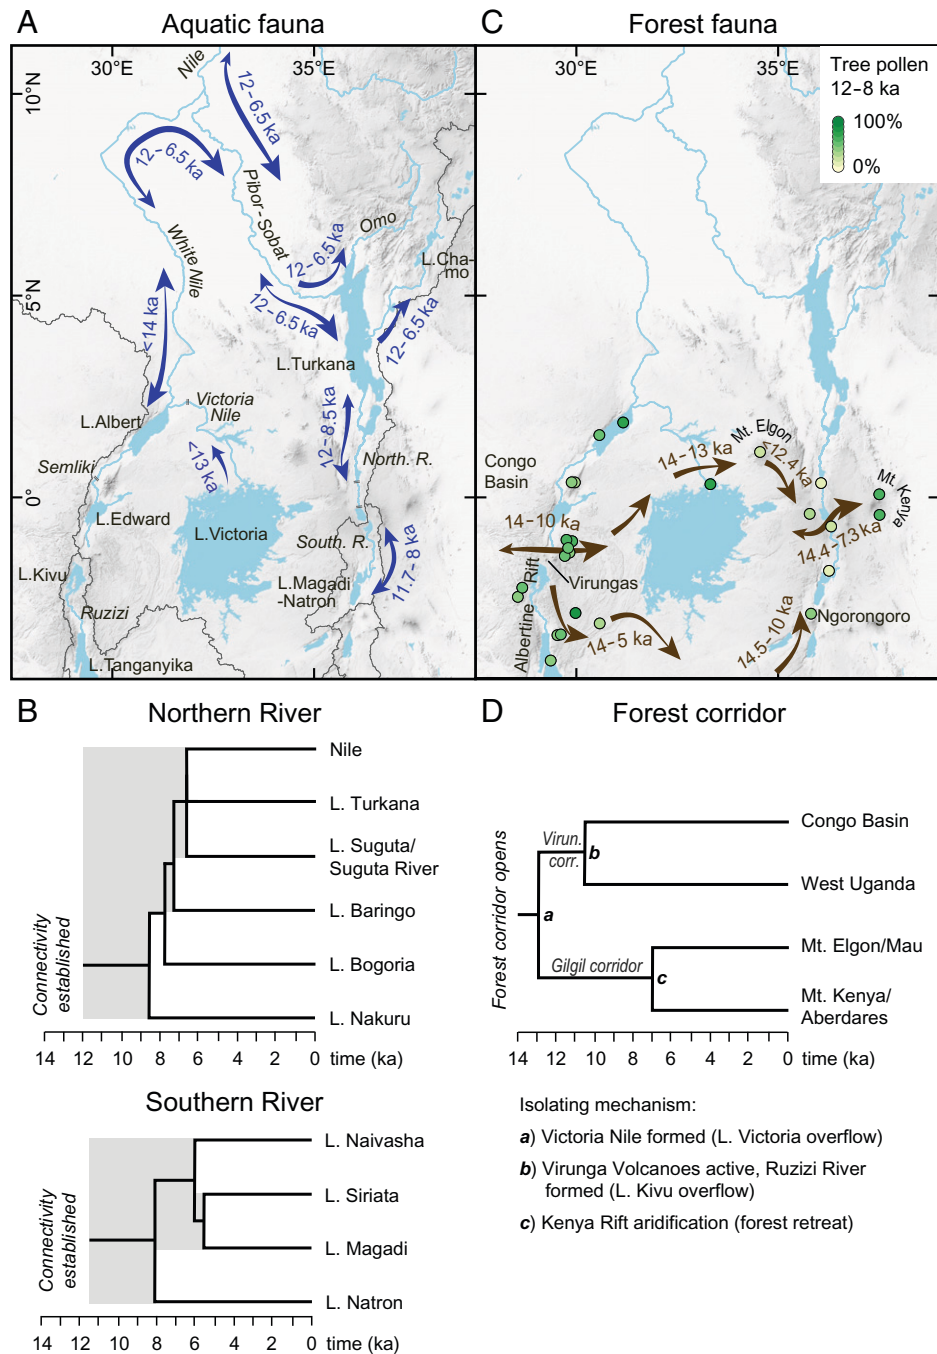 A
Aquatic fauna
30°E
35°E
10°N
5°N
0°
Nile
12–6.5 ka
12–6.5 ka
Pibor-Sobat
White Nile
Omo
12–6.5 ka
L.Cha-
mo
12–6.5 ka
12–6.5 ka
<14 ka
L.Turkana
Victoria
Nile
L.Albert
12–8.5 ka
Semliki
<13 ka
North. R.
L.Edward
L.Victoria
South. R.
11.7–8 ka
L.Kivu
L.Magadi
-Natron
Ruzizi
L.Tanganyika
C
Forest fauna
30°E
35°E
Tree pollen
12–8 ka
100%
0%
Mt. Elgon
14–13 ka
<12-4 ka
Congo
Basin
Mt. Kenya
14–10 ka
14.4–7.3 ka
Albertine Rift
Virungas
14–5 ka
Ngorongoro
14.5–10 ka
B
Northern River
Nile
L. Turkana
L. Suguta/
Suguta River
L. Baringo
L. Bogoria
L. Nakuru
Connectivity
established
14 12 10 8 6 4 2 0 time (ka)
Southern River
L. Naivasha
L. Siriata
L. Magadi
L. Natron
Connectivity
established
14 12 10 8 6 4 2 0 time (ka)
D
Forest corridor
Congo Basin
Virun.
corr.
b
West Uganda
Forest corridor opens
a
Mt. Elgon/Mau
Gilgil corridor
c
Mt. Kenya/
Aberdares
14 12 10 8 6 4 2 0 time (ka)
Isolating mechanism:
a) Victoria Nile formed (L. Victoria overflow)
b) Virunga Volcanoes active, Ruzizi River
formed (L. Kivu overflow)
c) Kenya Rift aridification (forest retreat)